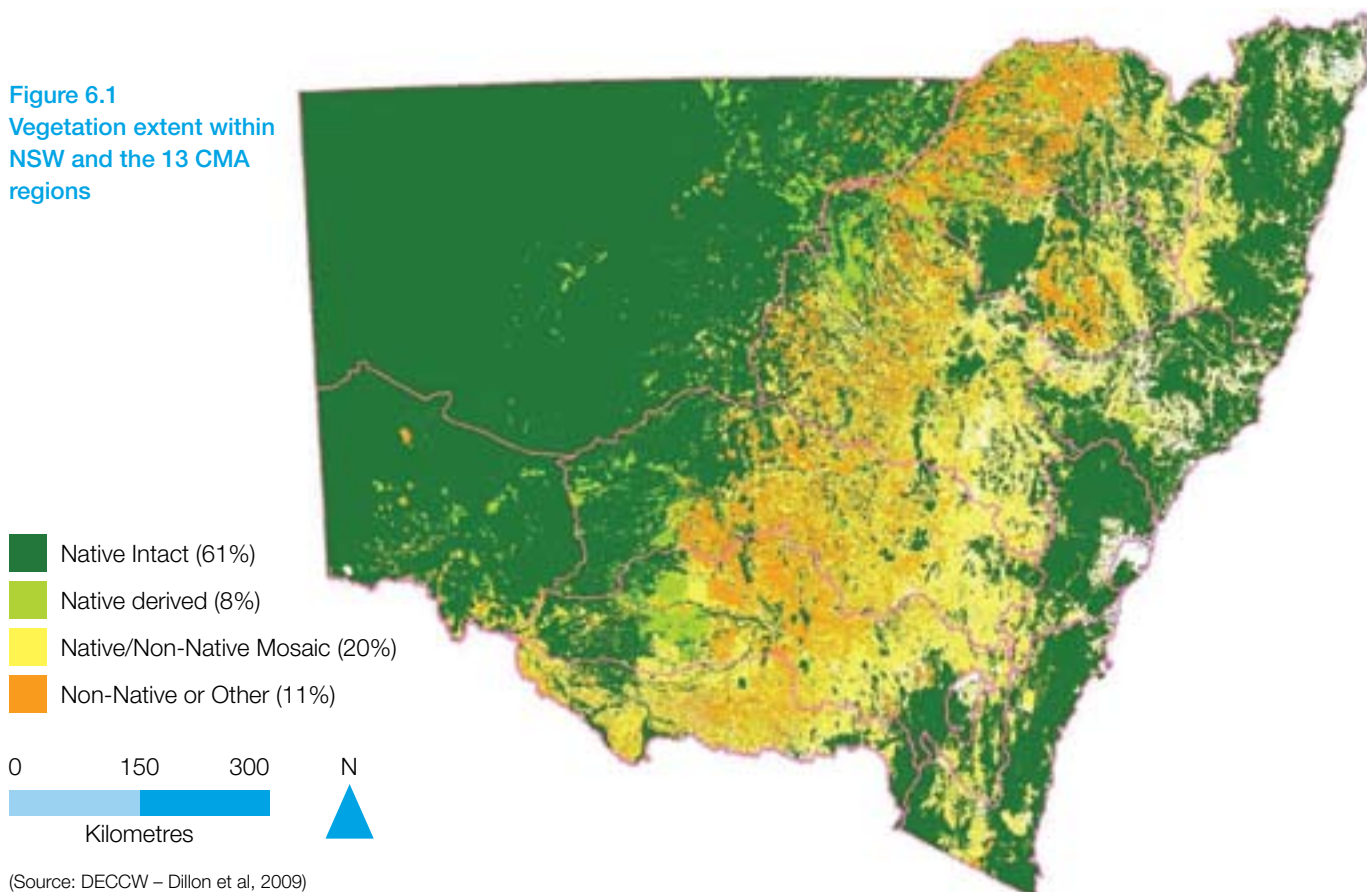 Figure 6.1
Vegetation extent within
NSW and the 13 CMA
regions
Native Intact (61%)
Native derived (8%)
Native/Non-Native Mosaic (20%)
Non-Native or Other (11%)
0 150 300 N
Kilometres
(Source: DECCW – Dillon et al, 2009)